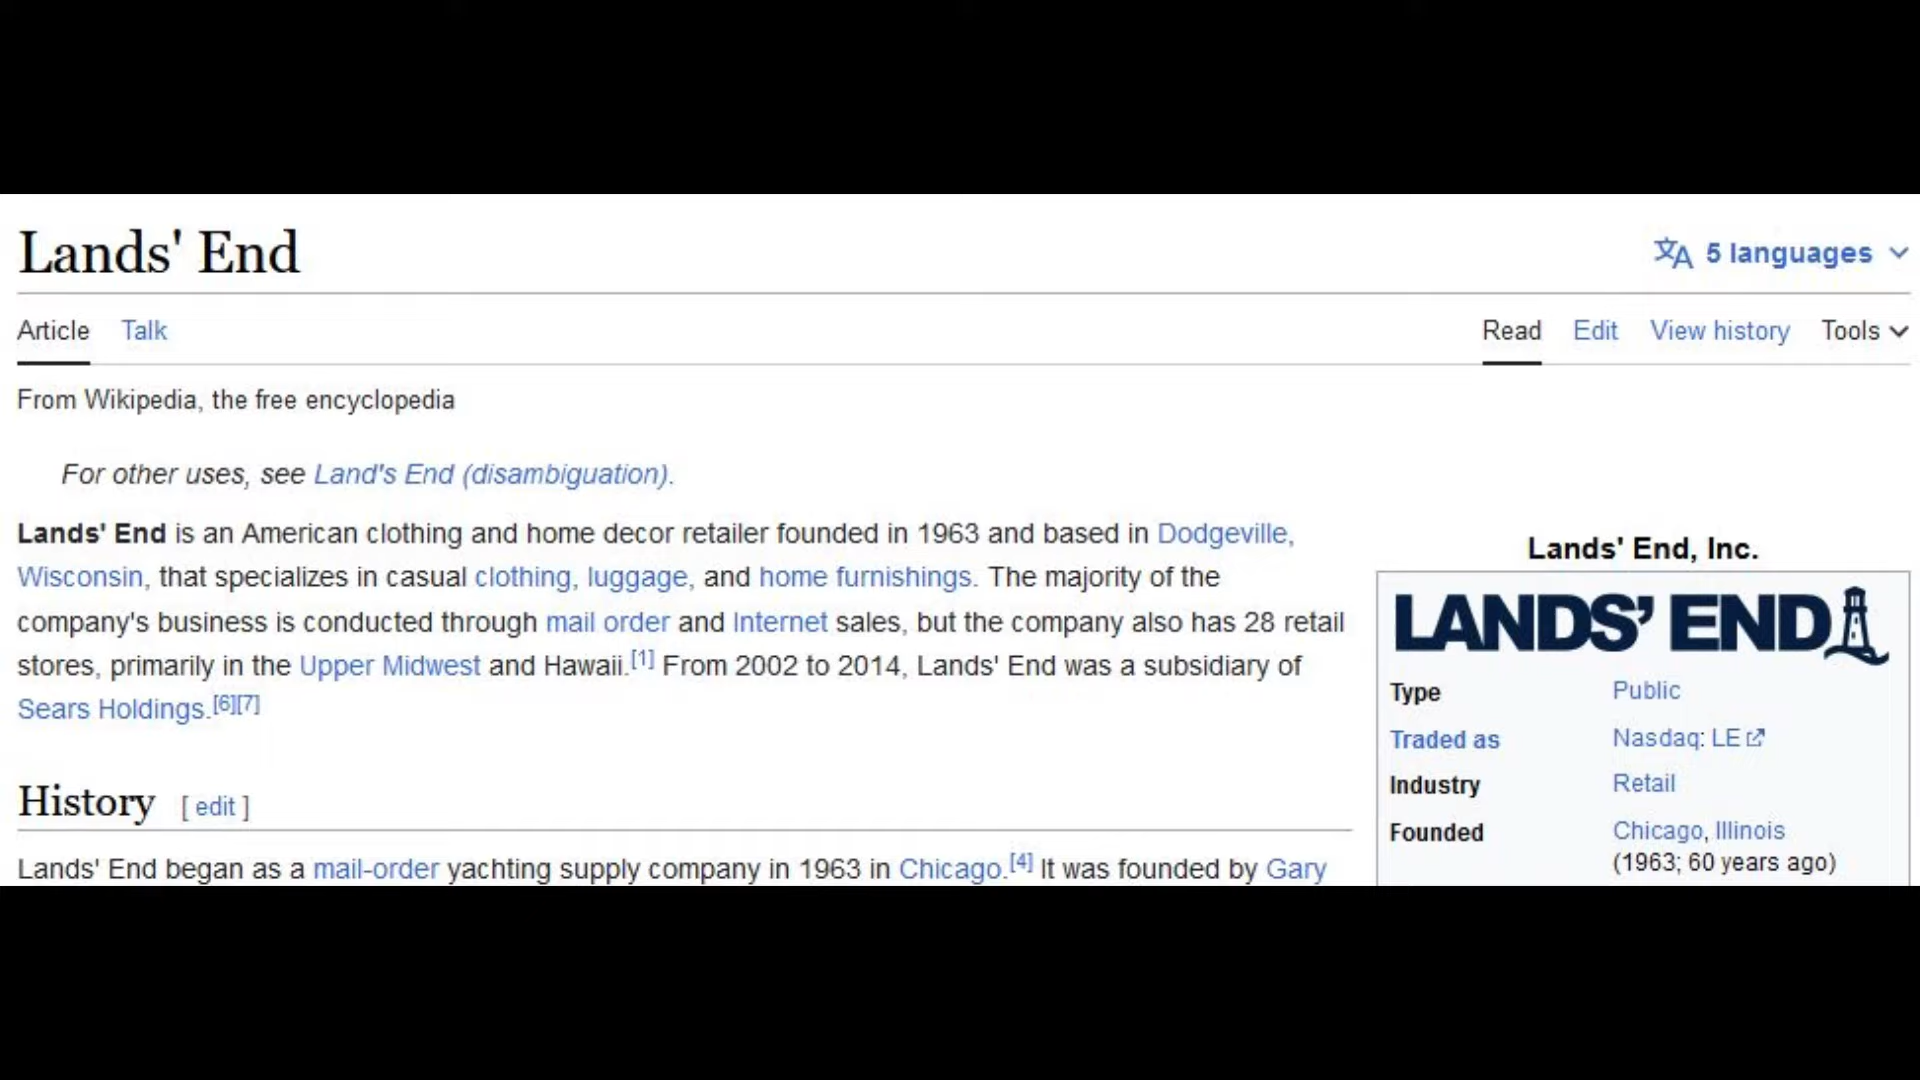 Lands' End
文A 5 languages
Article Talk
Read Edit View history Tools
From Wikipedia, the free encyclopedia
For other uses, see Land's End (disambiguation).
Lands' End is an American clothing and home decor retailer founded in 1963 and based in Dodgeville,
Wisconsin, that specializes in casual clothing, luggage, and home furnishings. The majority of the
company's business is conducted through mail order and Internet sales, but the company also has 28 retail
stores, primarily in the Upper Midwest and Hawaii.[1] From 2002 to 2014, Lands' End was a subsidiary of
Sears Holdings.[6][7]
History [ edit ]
Lands' End began as a mail-order yachting supply company in 1963 in Chicago.[4] It was founded by Gary
Lands' End, Inc.
LANDS' END
Type Public
Traded as Nasdaq: LE
Industry Retail
Founded Chicago, Illinois
(1963; 60 years ago)